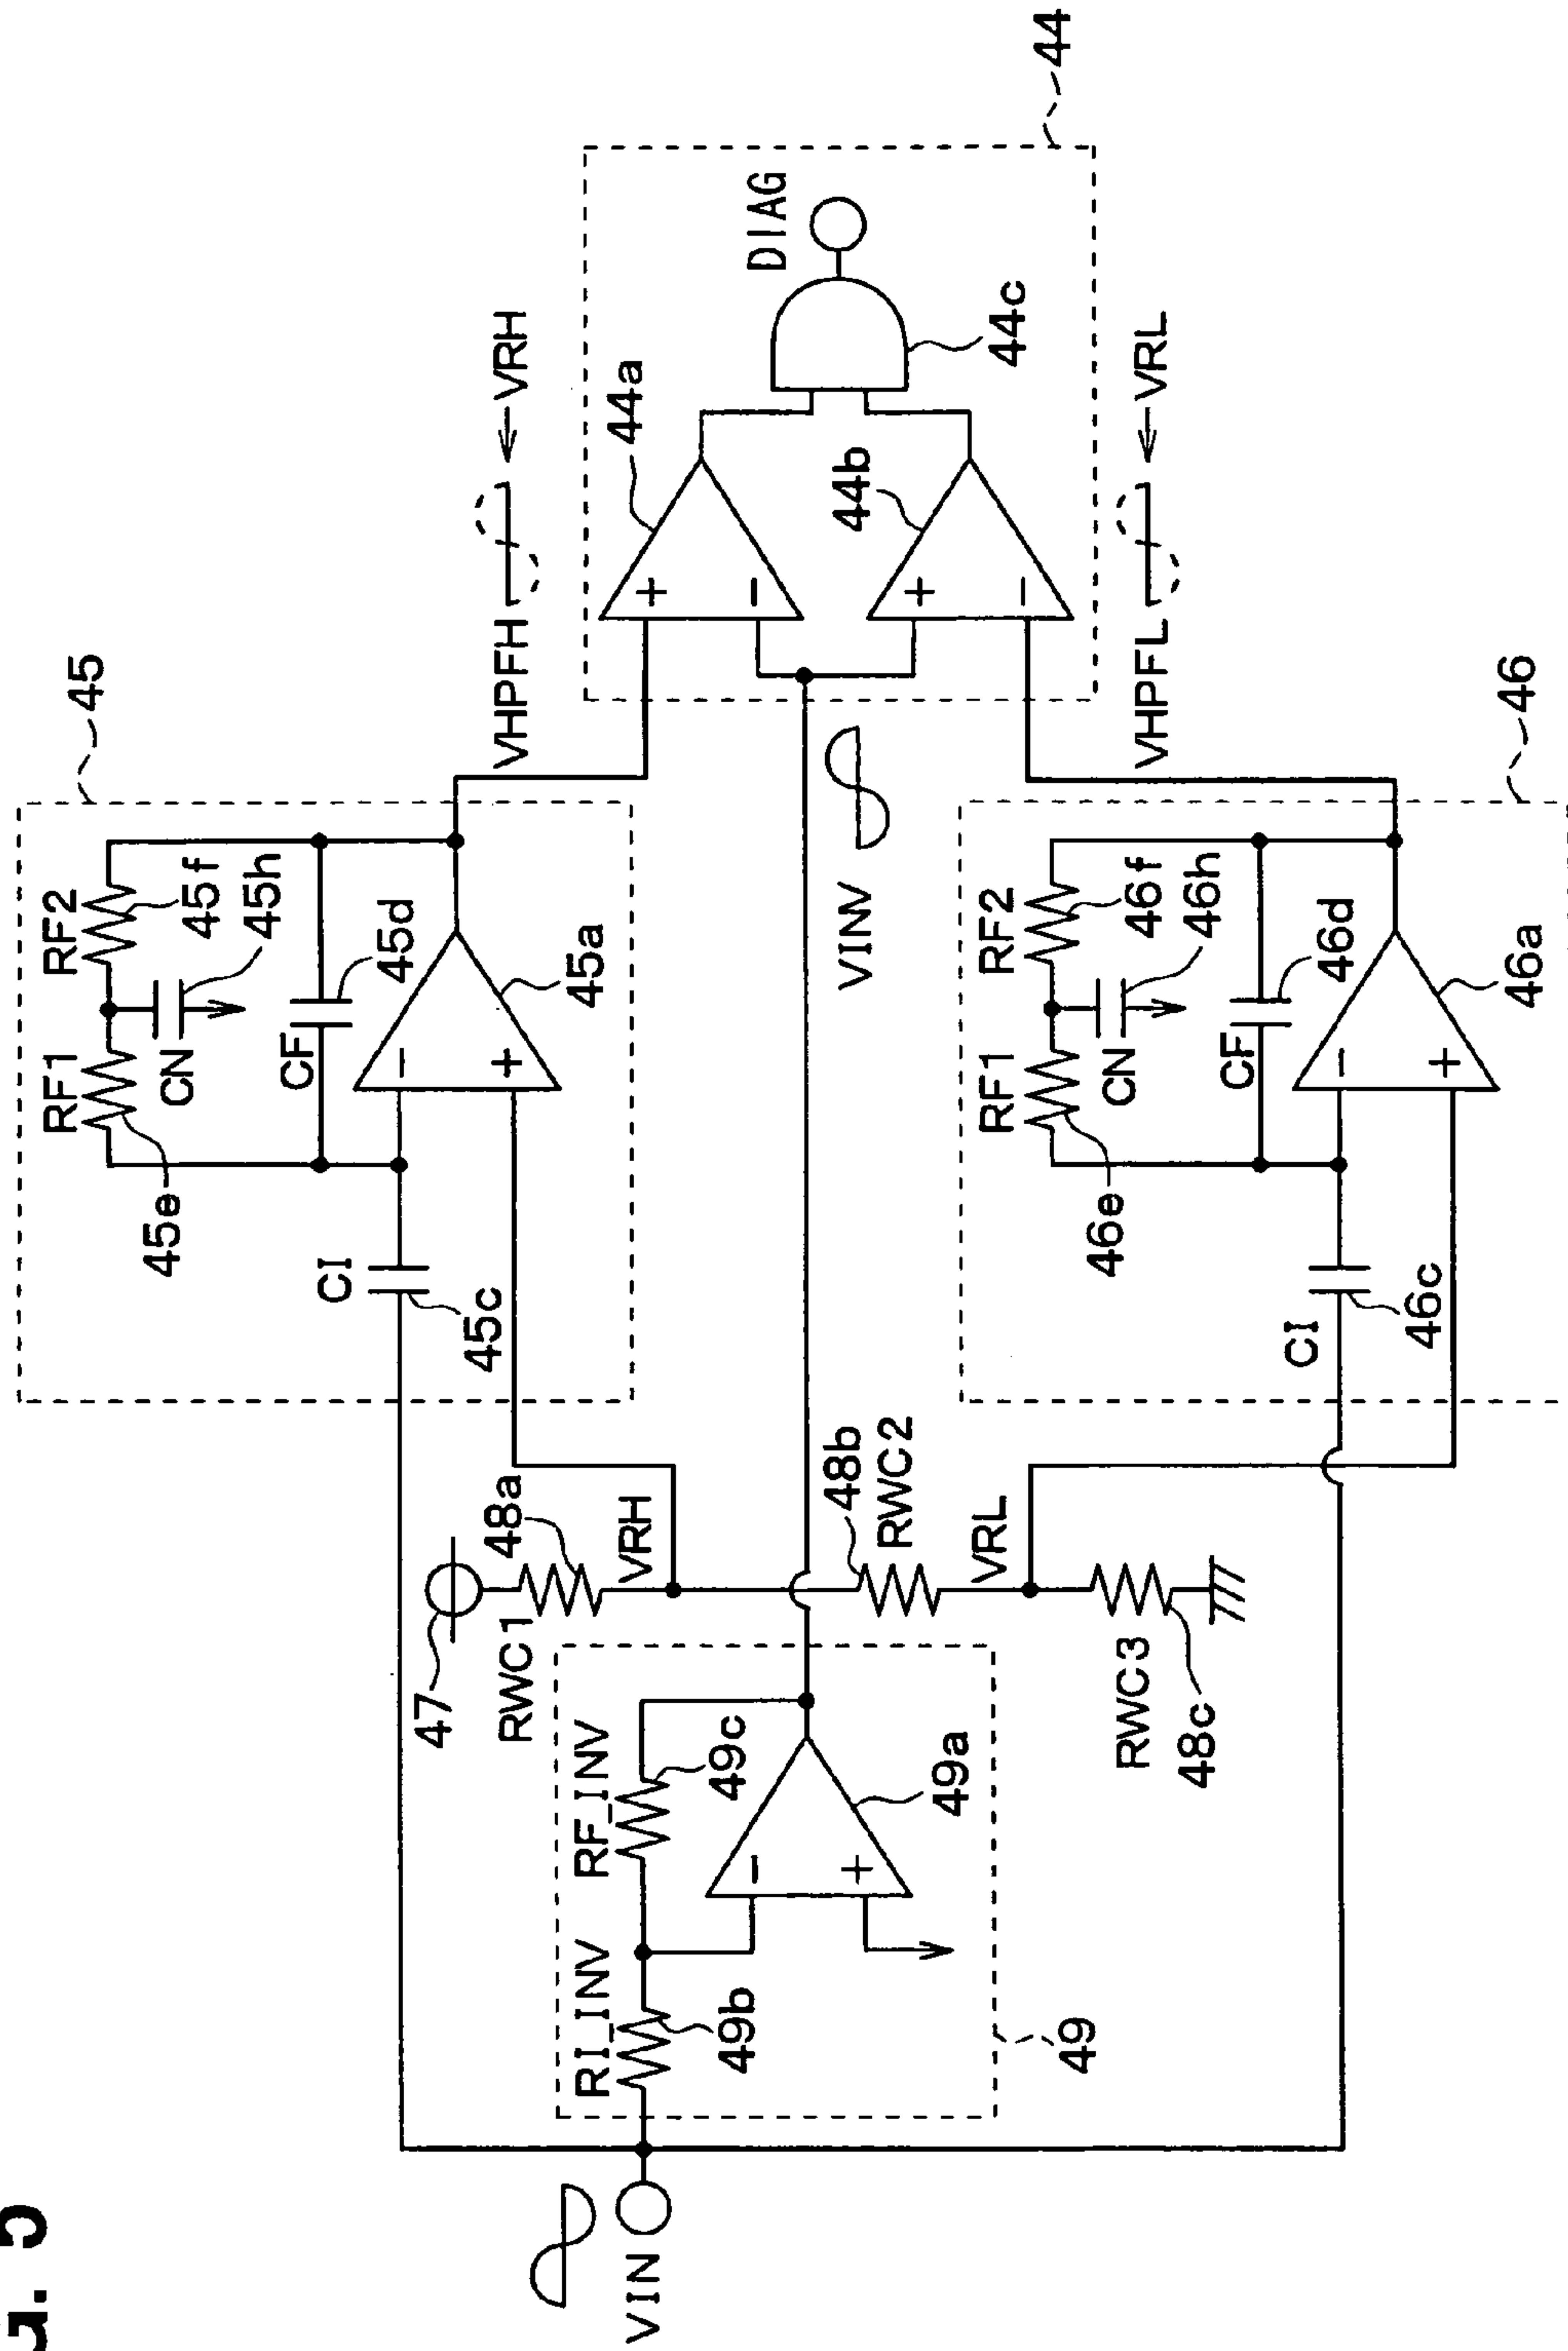 VIN
47
RWC1
48a
VRH
48b
RWC2
VRL
RWC3
48c
RI_INV
49b
RF_INV
49c
49a
49
45
RF1
RF2
45e
45f
CN
45h
CF
45d
CI
45c
45a
46
RF1
RF2
46e
46f
CN
46h
CF
46d
CI
46c
46a
VINV
VHPFH
VRH
VHPFL
VRL
44a
44b
44c
DIAG
44